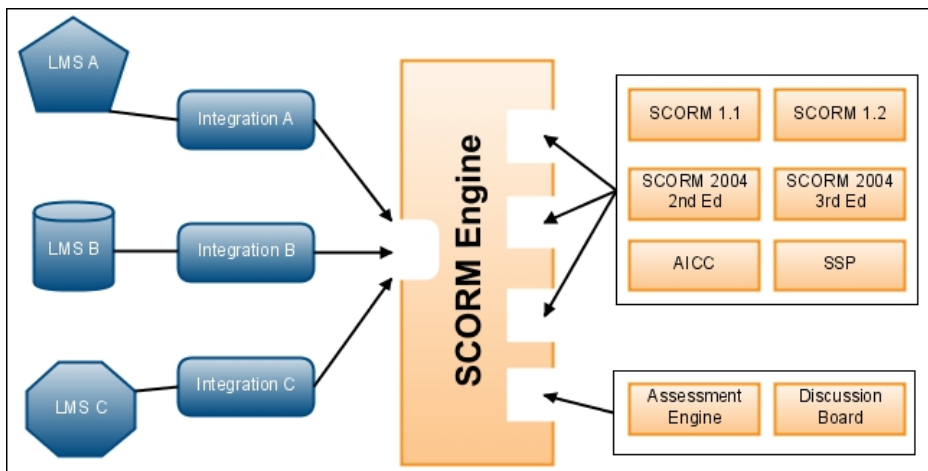 LMS A
Integration A
LMS B
Integration B
LMS C
Integration C
SCORM Engine
SCORM 1.1
SCORM 1.2
SCORM 2004
2nd Ed
SCORM 2004
3rd Ed
AICC
SSP
Assessment
Engine
Discussion
Board